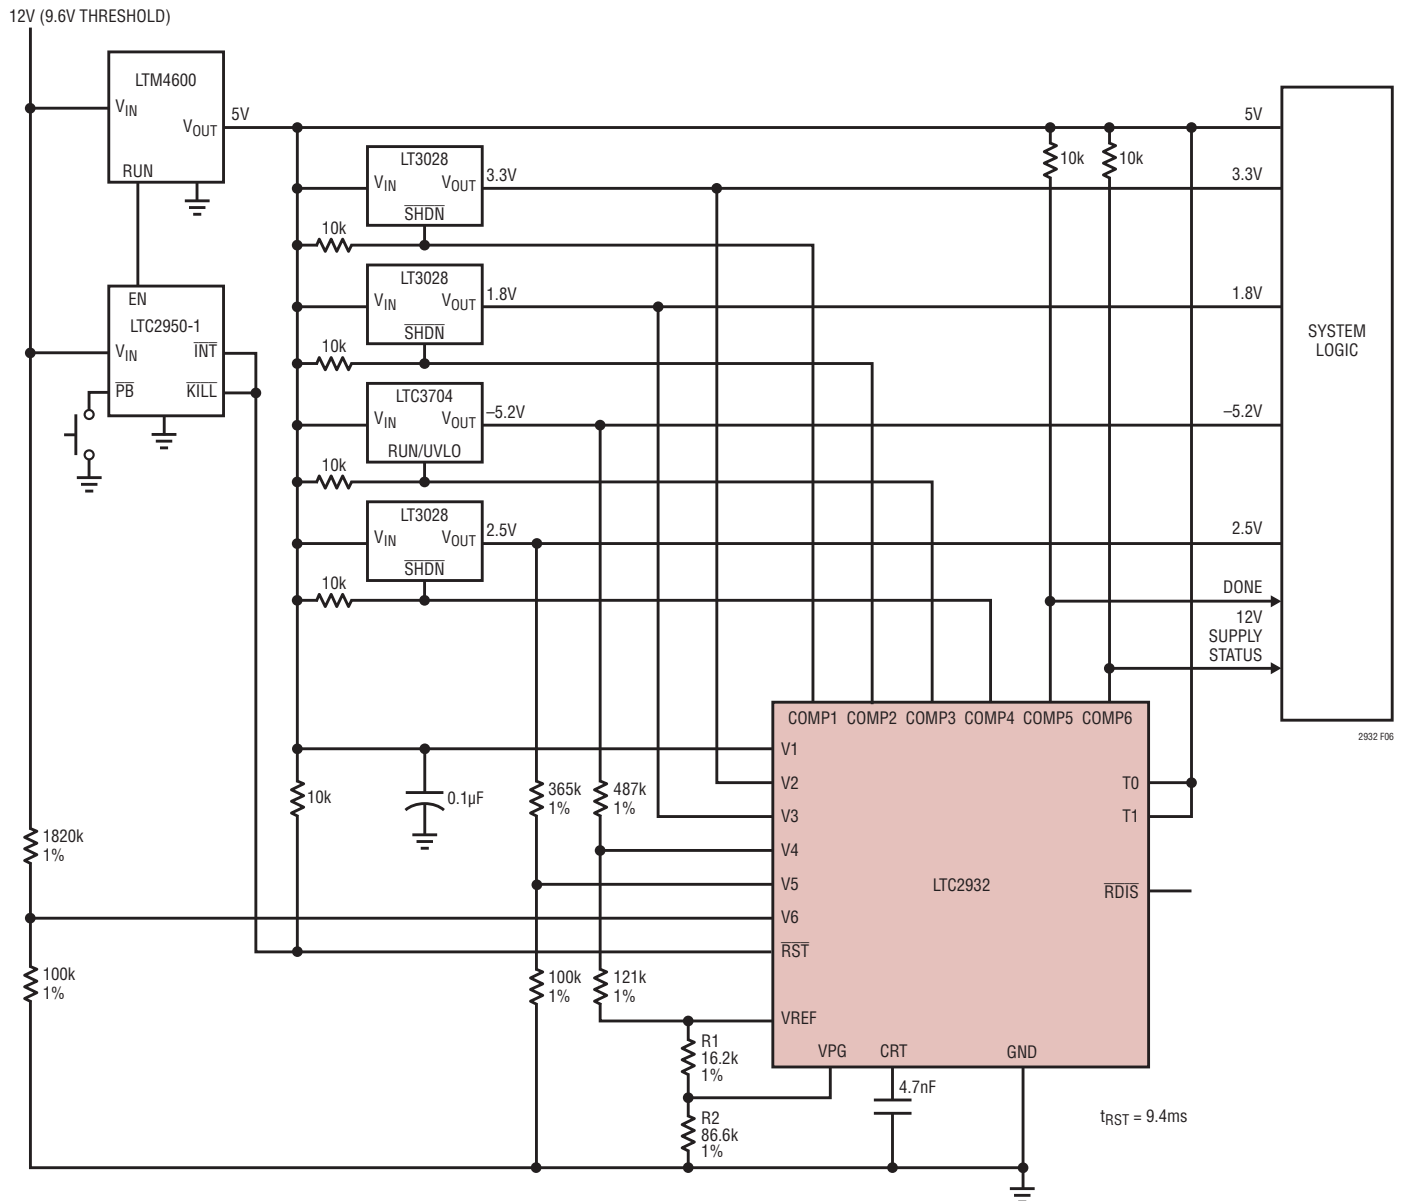 12V (9.6V THRESHOLD)
LTM4600
VIN
VOUT
RUN
5V
5V
10k
10k
LT3028
VIN
VOUT
SHDN
3.3V
3.3V
10k
LT3028
VIN
VOUT
SHDN
1.8V
1.8V
10k
EN
LTC2950-1
VIN
INT
PB
KILL
LTC3704
VIN
VOUT
RUN/UVLO
–5.2V
–5.2V
10k
LT3028
VIN
VOUT
SHDN
2.5V
2.5V
10k
SYSTEM
LOGIC
DONE
12V
SUPPLY
STATUS
2932 F06
COMP1 COMP2 COMP3 COMP4 COMP5 COMP6
V1
V2
V3
V4
V5
V6
RST
VREF
VPG
CRT
GND
T0
T1
RDIS
LTC2932
10k
0.1µF
365k
1%
487k
1%
1820k
1%
100k
1%
100k
1%
121k
1%
R1
16.2k
1%
R2
86.6k
1%
4.7nF
tRST = 9.4ms